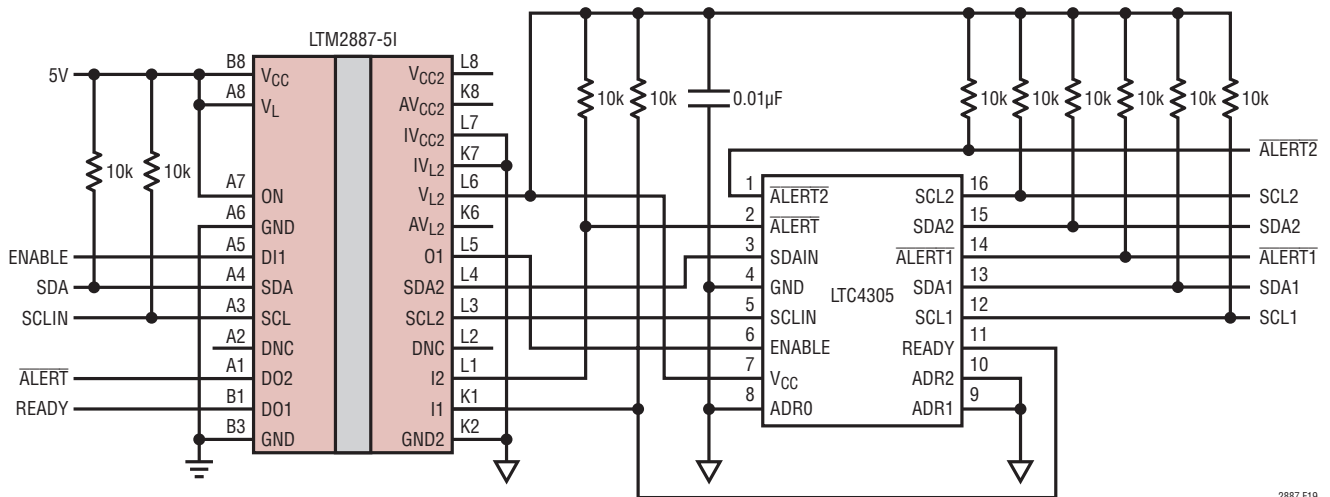 LTM2887-5I
5V
B8 VCC
A8 VL
A7 ON
A6 GND
ENABLE A5 DI1
SDA A4 SDA
SCLIN A3 SCL
A2 DNC
ALERT A1 DO2
READY B1 DO1
B3 GND
10k
10k
VCC2 L8
AVCC2 K8
IVCC2 L7
IVL2 K7
VL2 L6
AVL2 K6
O1 L5
SDA2 L4
SCL2 L3
DNC L2
I2 L1
I1 K1
GND2 K2
10k
10k
0.01µF
10k
10k
10k
10k
10k
10k
LTC4305
1 ALERT2
2 ALERT
3 SDAIN
4 GND
5 SCLIN
6 ENABLE
7 VCC
8 ADR0
SCL2 16
SDA2 15
ALERT1 14
SDA1 13
SCL1 12
READY 11
ADR2 10
ADR1 9
ALERT2
SCL2
SDA2
ALERT1
SDA1
SCL1
2887 F19